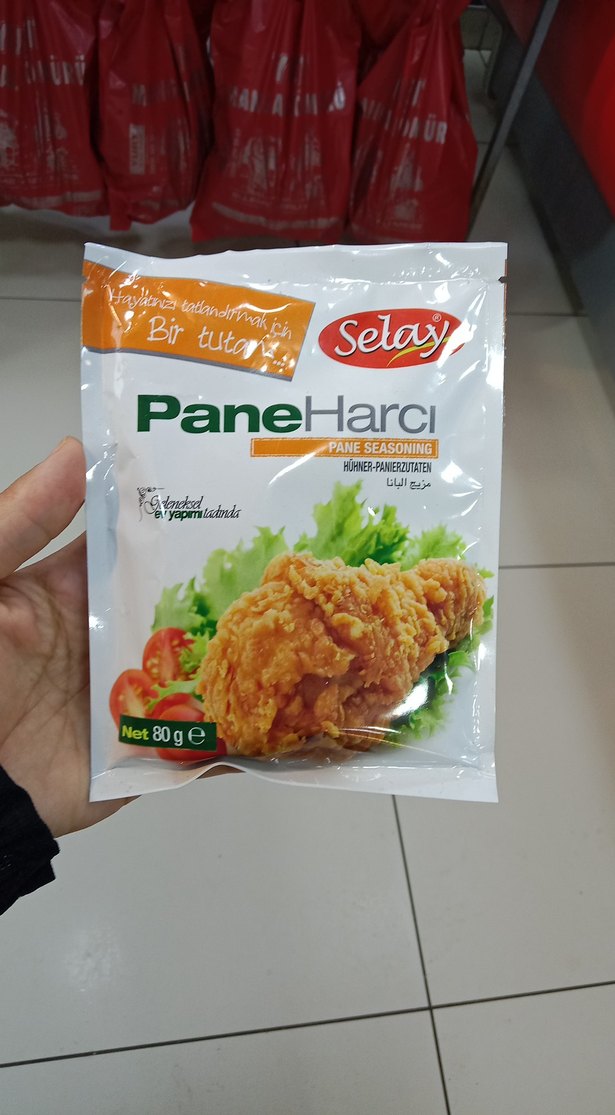 Hayatınızı tatlandırmak için
Bir tutam...
Selay®
PaneHarcı
PANE SEASONING
HÜHNER-PANIERZUTATEN
مزيج البانا
Geleneksel
ev yapımı tadında
Net 80 g ℮